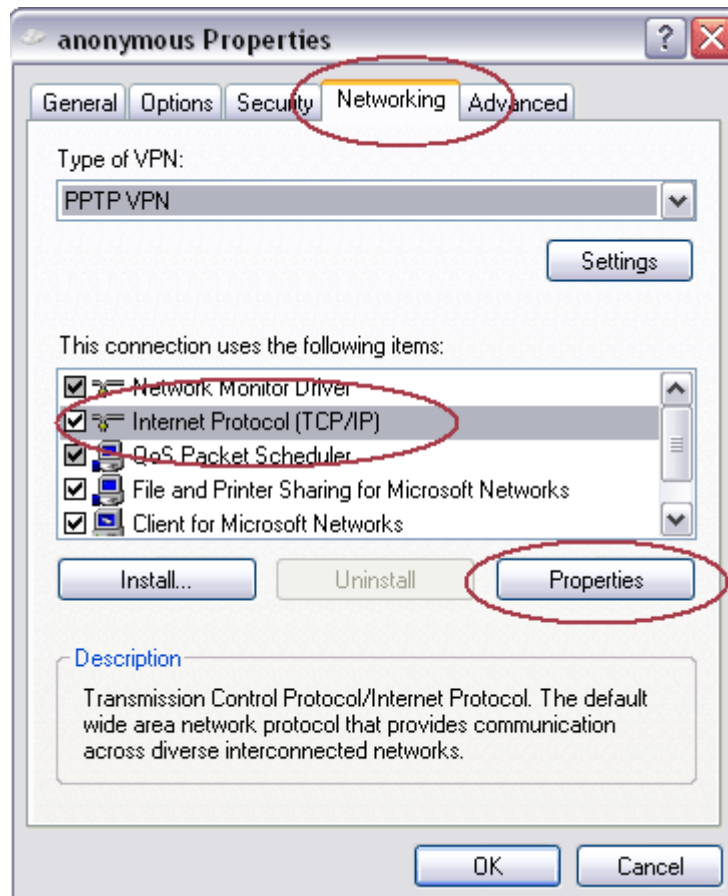 anonymous Properties
General Options Security Networking Advanced
Type of VPN:
PPTP VPN
Settings
This connection uses the following items:
Network Monitor Driver
Internet Protocol (TCP/IP)
QoS Packet Scheduler
File and Printer Sharing for Microsoft Networks
Client for Microsoft Networks
Install... Uninstall Properties
Description
Transmission Control Protocol/Internet Protocol. The default
wide area network protocol that provides communication
across diverse interconnected networks.
OK Cancel